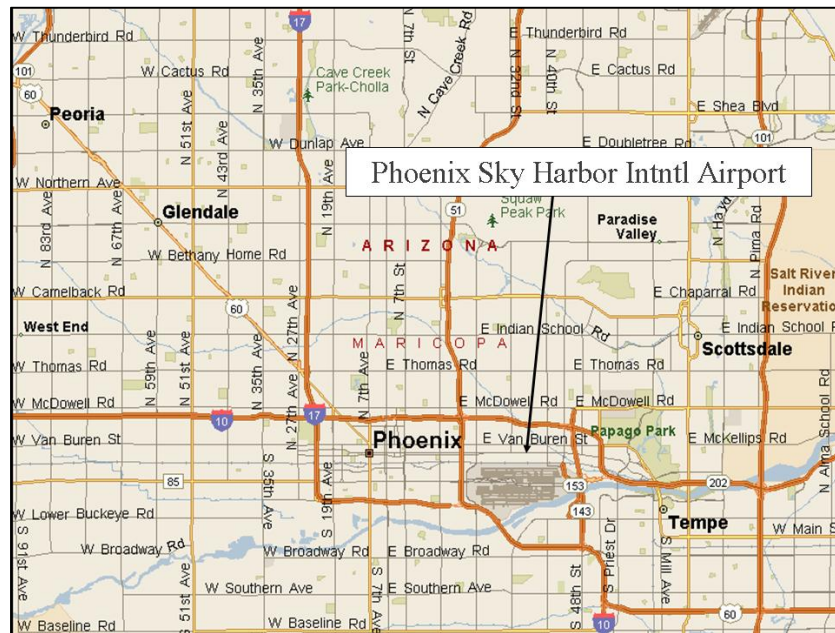 17
W Thunderbird Rd
E Thunderbird Rd
101
W Cactus Rd
E Cactus Rd
60
N 35th Ave
N 7th St
N Cave Creek Rd
N 32nd St
N 40th St
Cave Creek
Park-Cholla
Peoria
E Shea Blvd
N 51st Ave
N 43rd Ave
W Dunlap Ave
E Doubletree Rd
101
Phoenix Sky Harbor Intntl Airport
W Northern Ave
N 19th Ave
51
Squaw
Peak Park
Glendale
Paradise
Valley
N Hayd
N Pima Rd
N 83rd Ave
N 67th Ave
W Bethany Home Rd
ARIZONA
N 7th St
Salt River
Indian
Reservation
W Camelback Rd
E Chaparral Rd
60
N 27th Ave
West End
E Indian School Rd
E Indian School R
MARICOPA
Scottsdale
W Thomas Rd
E Thomas Rd
E Thomas Rd
N 59th Ave
N 51st Ave
N 35th Ave
N 7th Ave
W McDowell Rd
E McDowell Rd
E McDowell Rd
10
17
N 27th Ave
W Van Buren St
Phoenix
E Van Buren St
Papago Park
E McKellips Rd
N Alma School Rd
85
S 35th Ave
S 19th Ave
153
202
143
W Lower Buckeye Rd
Tempe
W Main S
S 91st Ave
W Broadway Rd
W Broadway Rd
E Broadway Rd
S Priest Dr
S Mill Ave
W Southern Ave
E Southern Ave
S 51st Ave
S 7th Ave
S 48th St
60
W Baseline Rd
W Baseline Rd
E Baseline Rd
10